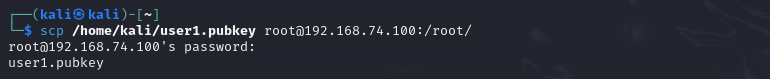 ┌──(kali㉿kali)-[~]
└─$ scp /home/kali/user1.pubkey root@192.168.74.100:/root/
root@192.168.74.100's password:
user1.pubkey